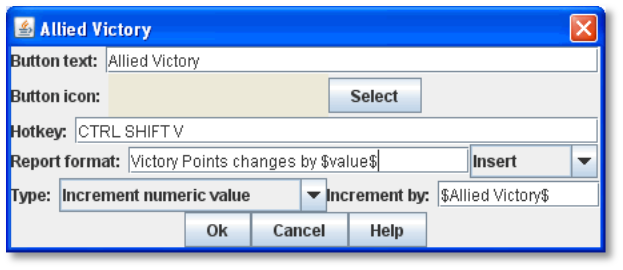 Allied Victory
Button text: Allied Victory
Button icon: Select
Hotkey: CTRL SHIFT V
Report format: Victory Points changes by $value$ Insert
Type: Increment numeric value Increment by: $Allied Victory$
Ok Cancel Help